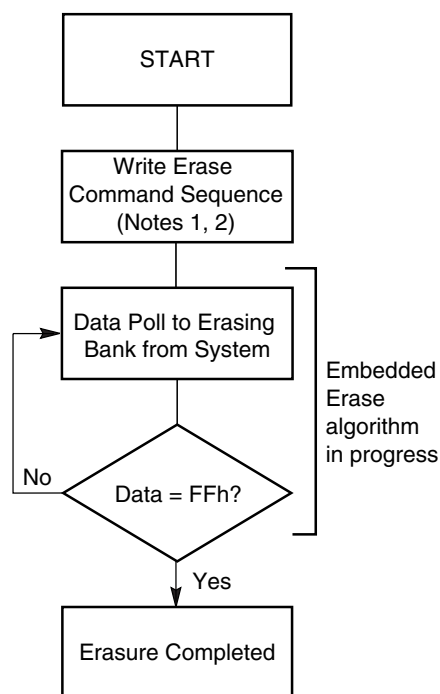 START
Write Erase
Command Sequence
(Notes 1, 2)
Data Poll to Erasing
Bank from System
Embedded
Erase
algorithm
in progress
No
Data = FFh?
Yes
Erasure Completed